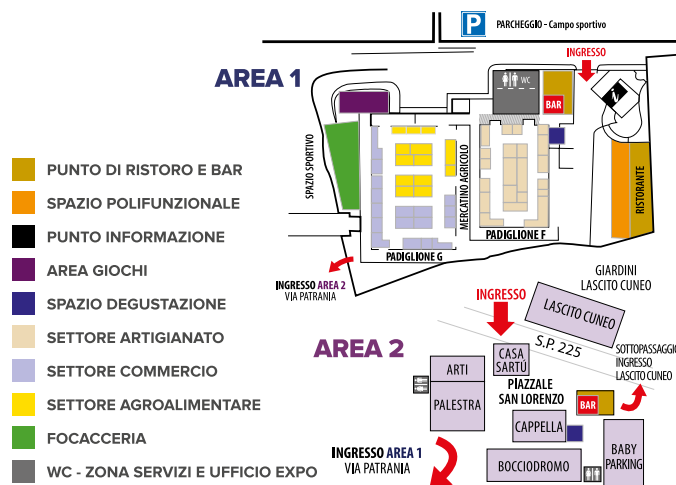 P
PARCHEGGIO - Campo sportivo
INGRESSO
AREA 1
WC
BAR
i
SPAZIO SPORTIVO
MERCATINO AGRICOLO
RISTORANTE
PADIGLIONE F
PADIGLIONE G
INGRESSO AREA 2
VIA PATRANIA
PUNTO DI RISTORO E BAR
SPAZIO POLIFUNZIONALE
PUNTO INFORMAZIONE
AREA GIOCHI
SPAZIO DEGUSTAZIONE
SETTORE ARTIGIANATO
SETTORE COMMERCIO
SETTORE AGROALIMENTARE
FOCACCERIA
WC - ZONA SERVIZI E UFFICIO EXPO
GIARDINI
LASCITO CUNEO
INGRESSO
LASCITO CUNEO
AREA 2
S.P. 225
SOTTOPASSAGGIO
INGRESSO
LASCITO CUNEO
CASA
SARTÚ
ARTI
PALESTRA
PIAZZALE
SAN LORENZO
BAR
CAPPELLA
INGRESSO AREA 1
VIA PATRANIA
BOCCIODROMO
BABY
PARKING